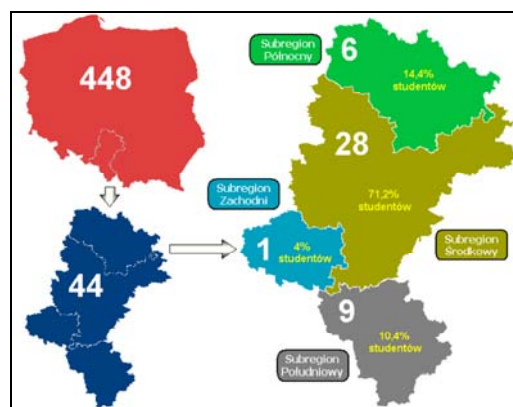 448
44
Subregion
Północny
6
14,4%
studentów
28
71,2%
studentów
Subregion
Zachodni
1
4%
studentów
Subregion
Środkowy
9
10,4%
studentów
Subregion
Południowy